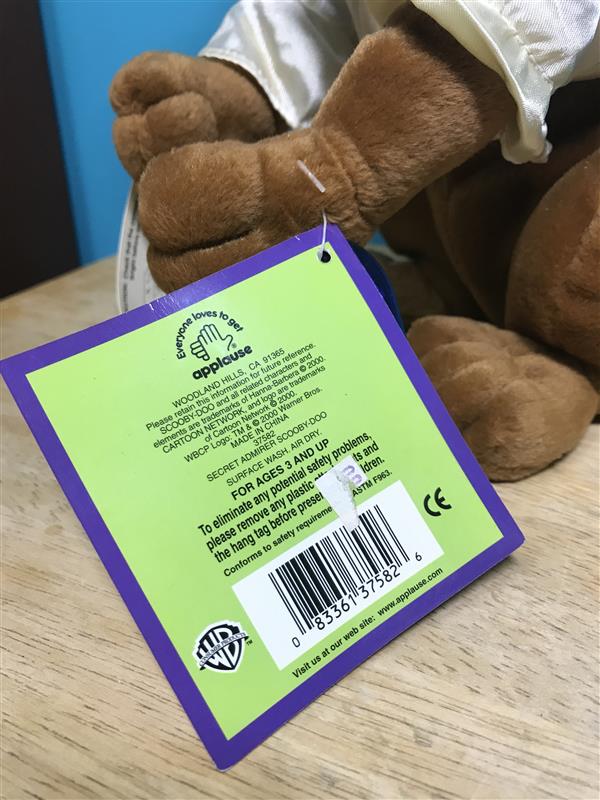 Everyone loves to get
applause®
WOODLAND HILLS, CA 91365
Please retain this information for future reference.
SCOOBY-DOO and all related characters and
elements are trademarks of Hanna-Barbera © 2000.
CARTOON NETWORK, and logo are trademarks
of Cartoon Network © 2000.
WBCP Logo, TM & © 2000 Warner Bros.
MADE IN CHINA
37582
SECRET ADMIRER SCOOBY-DOO
SURFACE WASH. AIR DRY.
FOR AGES 3 AND UP
To eliminate any potential safety problems,
please remove any plastic and
the hang tag before
Conforms to safety ASTM F963.
CE
0 83361 37582 6
WB TM
Visit us at our web site: www.applause.com